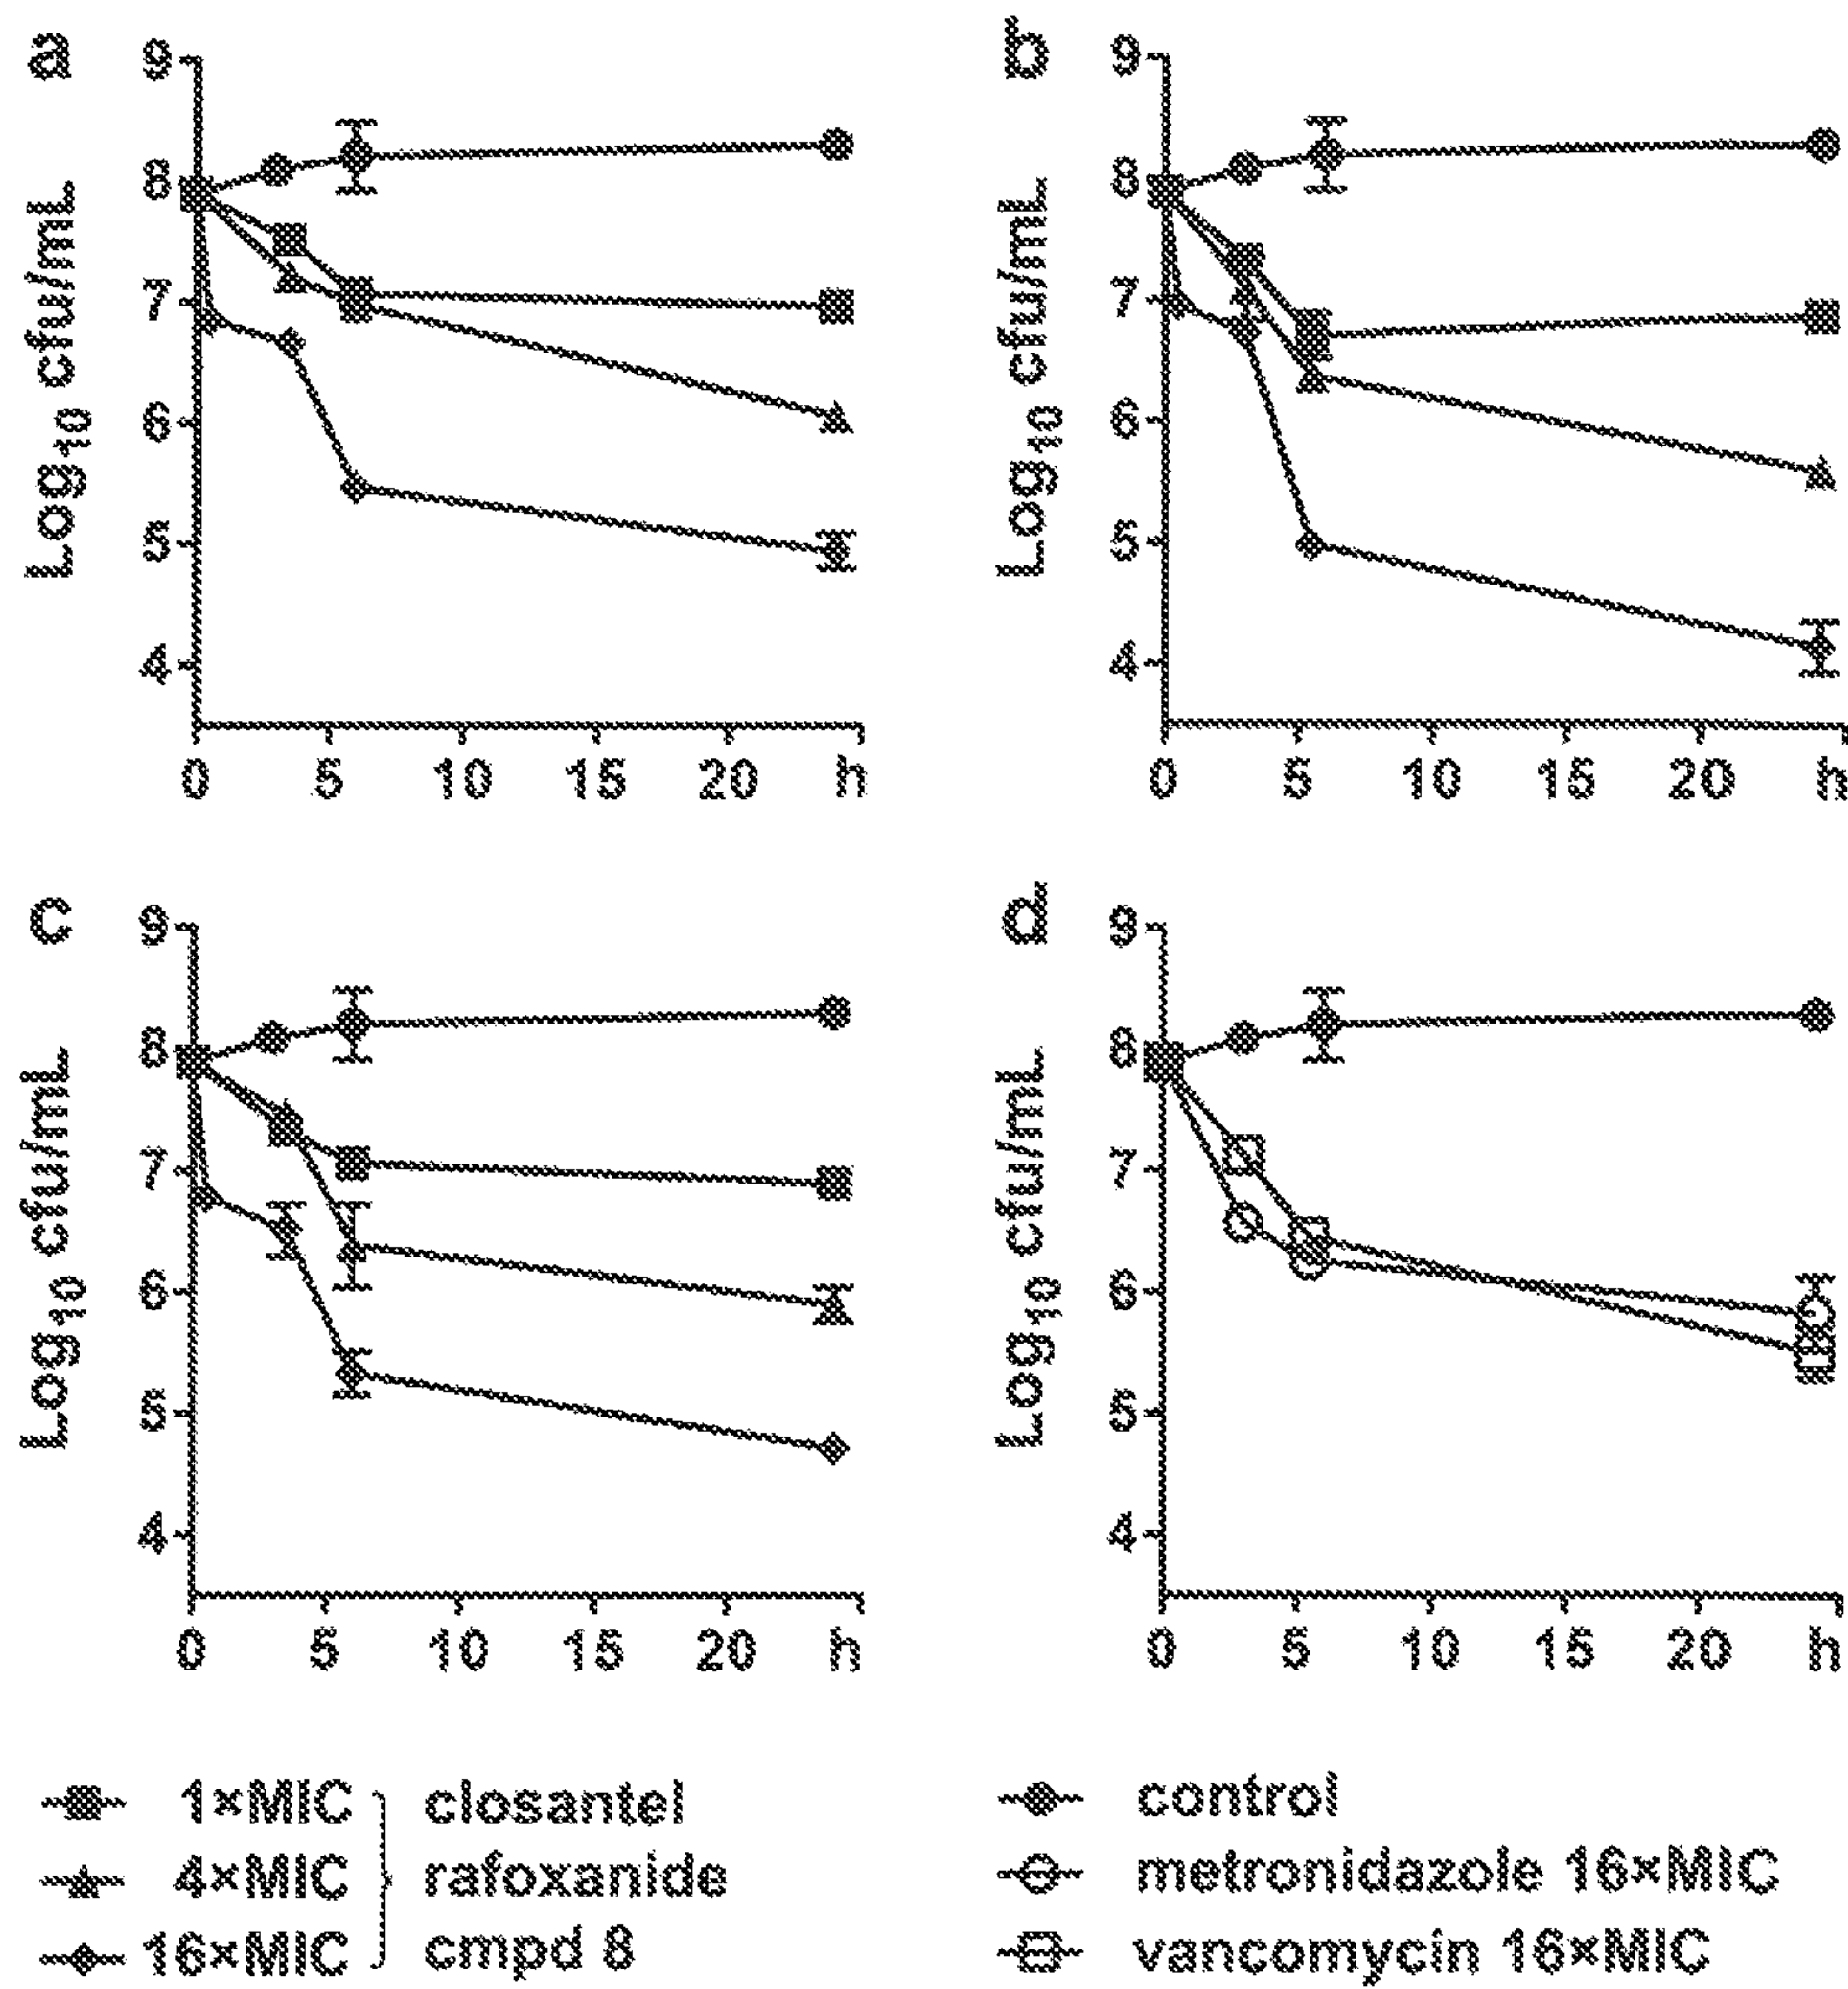 a
9
8
7
6
5
4
Log10 cfu/mL
0 5 10 15 20 h
b
9
8
7
6
5
4
Log10 cfu/mL
0 5 10 15 20 h
c
9
8
7
6
5
4
Log10 cfu/mL
0 5 10 15 20 h
d
9
8
7
6
5
4
Log10 cfu/mL
0 5 10 15 20 h
1×MIC closantel
4×MIC rafoxanide
16×MIC cmpd 8
control
metronidazole 16×MIC
vancomycin 16×MIC